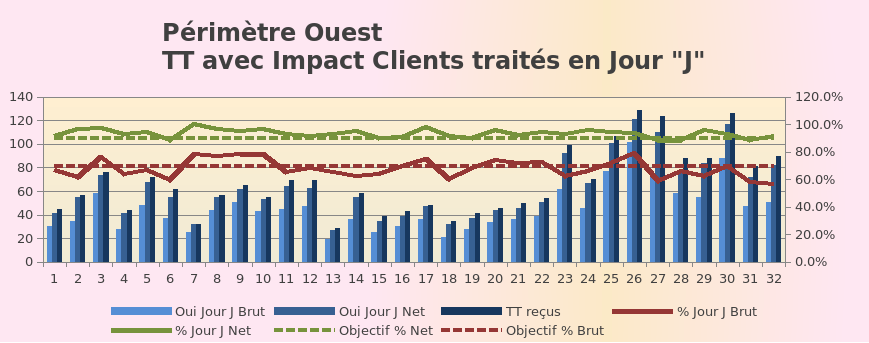 Périmètre Ouest
TT avec Impact Clients traités en Jour "J"
140 120.0%
120 100.0%
100 80.0%
80 60.0%
60 40.0%
40 20.0%
20 0.0%
0
1 2 3 4 5 6 7 8 9 10 11 12 13 14 15 16 17 18 19 20 21 22 23 24 25 26 27 28 29 30 31 32
Oui Jour J Brut Oui Jour J Net TT reçus % Jour J Brut
% Jour J Net Objectif % Net Objectif % Brut